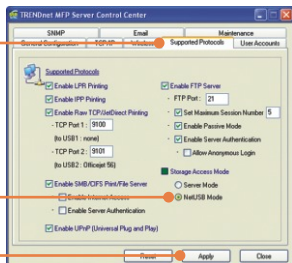 TRENDnet MFP Server Control Center
SNMP
Email
Maintenance
General Configuration
TCP/IP
Wireless
Supported Protocols
User Accounts
Supported Protocols
Enable LPR Printing
Enable IPP Printing
Enable Raw TCP/JetDirect Printing
- TCP Port 1: 9100
(to USB1 : none)
- TCP Port 2: 9101
(to USB2 : Officejet 56)
Enable SMB/CIFS Print/File Server
- Enable Internet Access
- Enable Server Authentication
Enable UPnP (Universal Plug and Play)
Enable FTP Server
- FTP Port : 21
- Set Maximum Session Number 5
- Enable Passive Mode
- Enable Server Authentication
- Allow Anonymous Login
Storage Access Mode
Server Mode
NetUSB Mode
Reset
Apply
Close